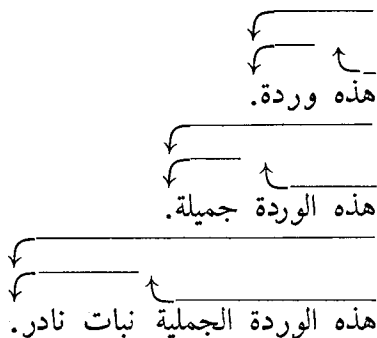 هذه وردة.
هذه الوردة جميلة.
هذه الوردة الجملية نبات نادر.